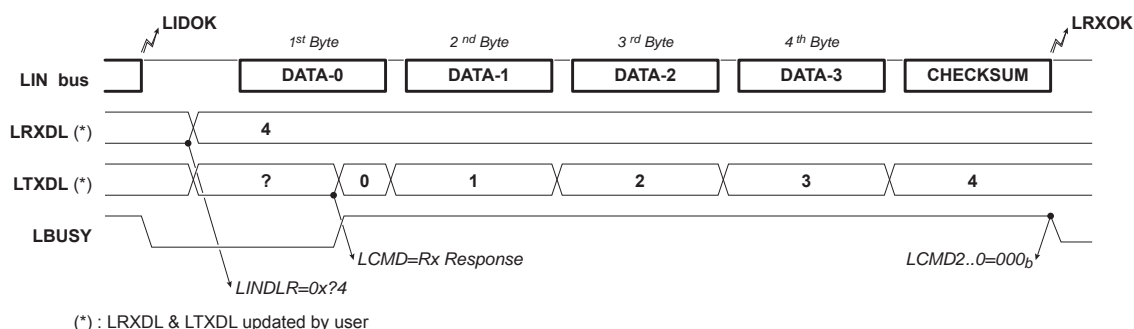 LIDOK LRXOK
1st Byte 2 nd Byte 3 rd Byte 4 th Byte
LIN bus DATA-0 DATA-1 DATA-2 DATA-3 CHECKSUM
LRXDL (*) 4
LTXDL (*) ? 0 1 2 3 4
LBUSY
LCMD=Rx Response LCMD2..0=000b
LINDLR=0x?4
(*) : LRXDL & LTXDL updated by user